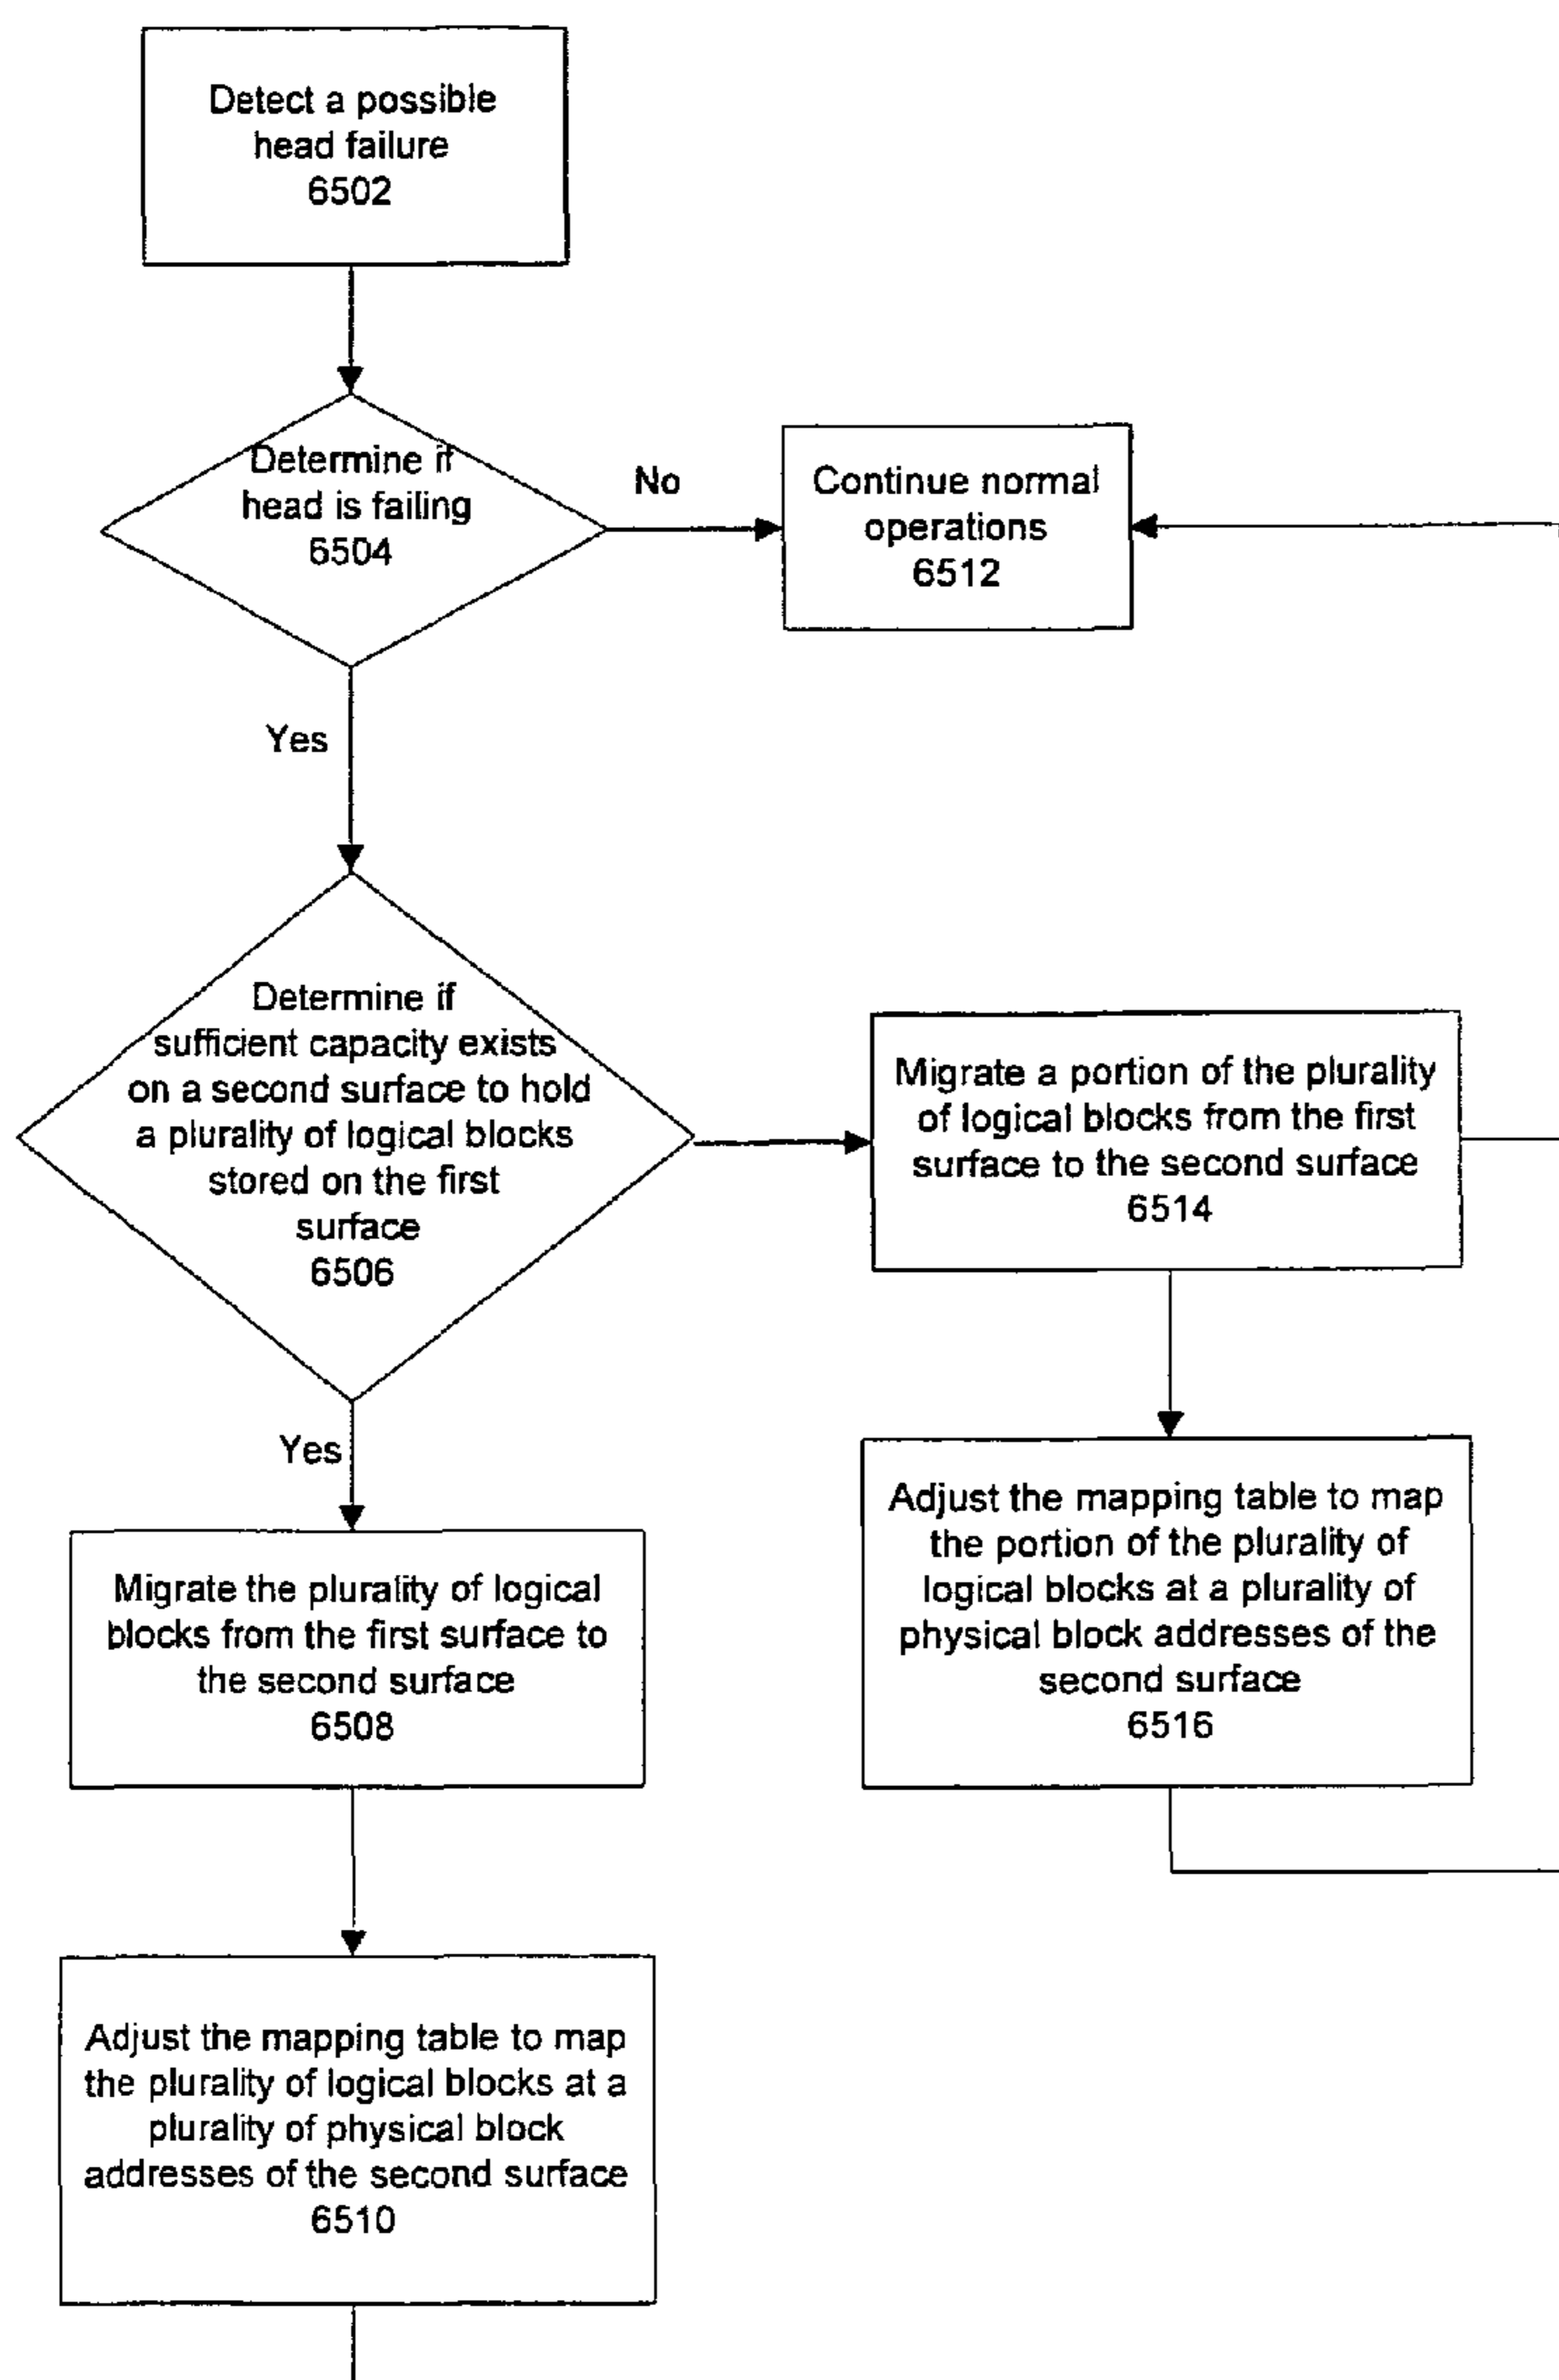 Detect a possible
head failure
6502
Determine if
head is failing
6504
No
Continue normal
operations
6512
Yes
Determine if
sufficient capacity exists
on a second surface to hold
a plurality of logical blocks
stored on the first
surface
6506
Migrate a portion of the plurality
of logical blocks from the first
surface to the second surface
6514
Yes
Adjust the mapping table to map
the portion of the plurality of
logical blocks at a plurality of
physical block addresses of the
second surface
6516
Migrate the plurality of logical
blocks from the first surface to
the second surface
6508
Adjust the mapping table to map
the plurality of logical blocks at a
plurality of physical block
addresses of the second surface
6510